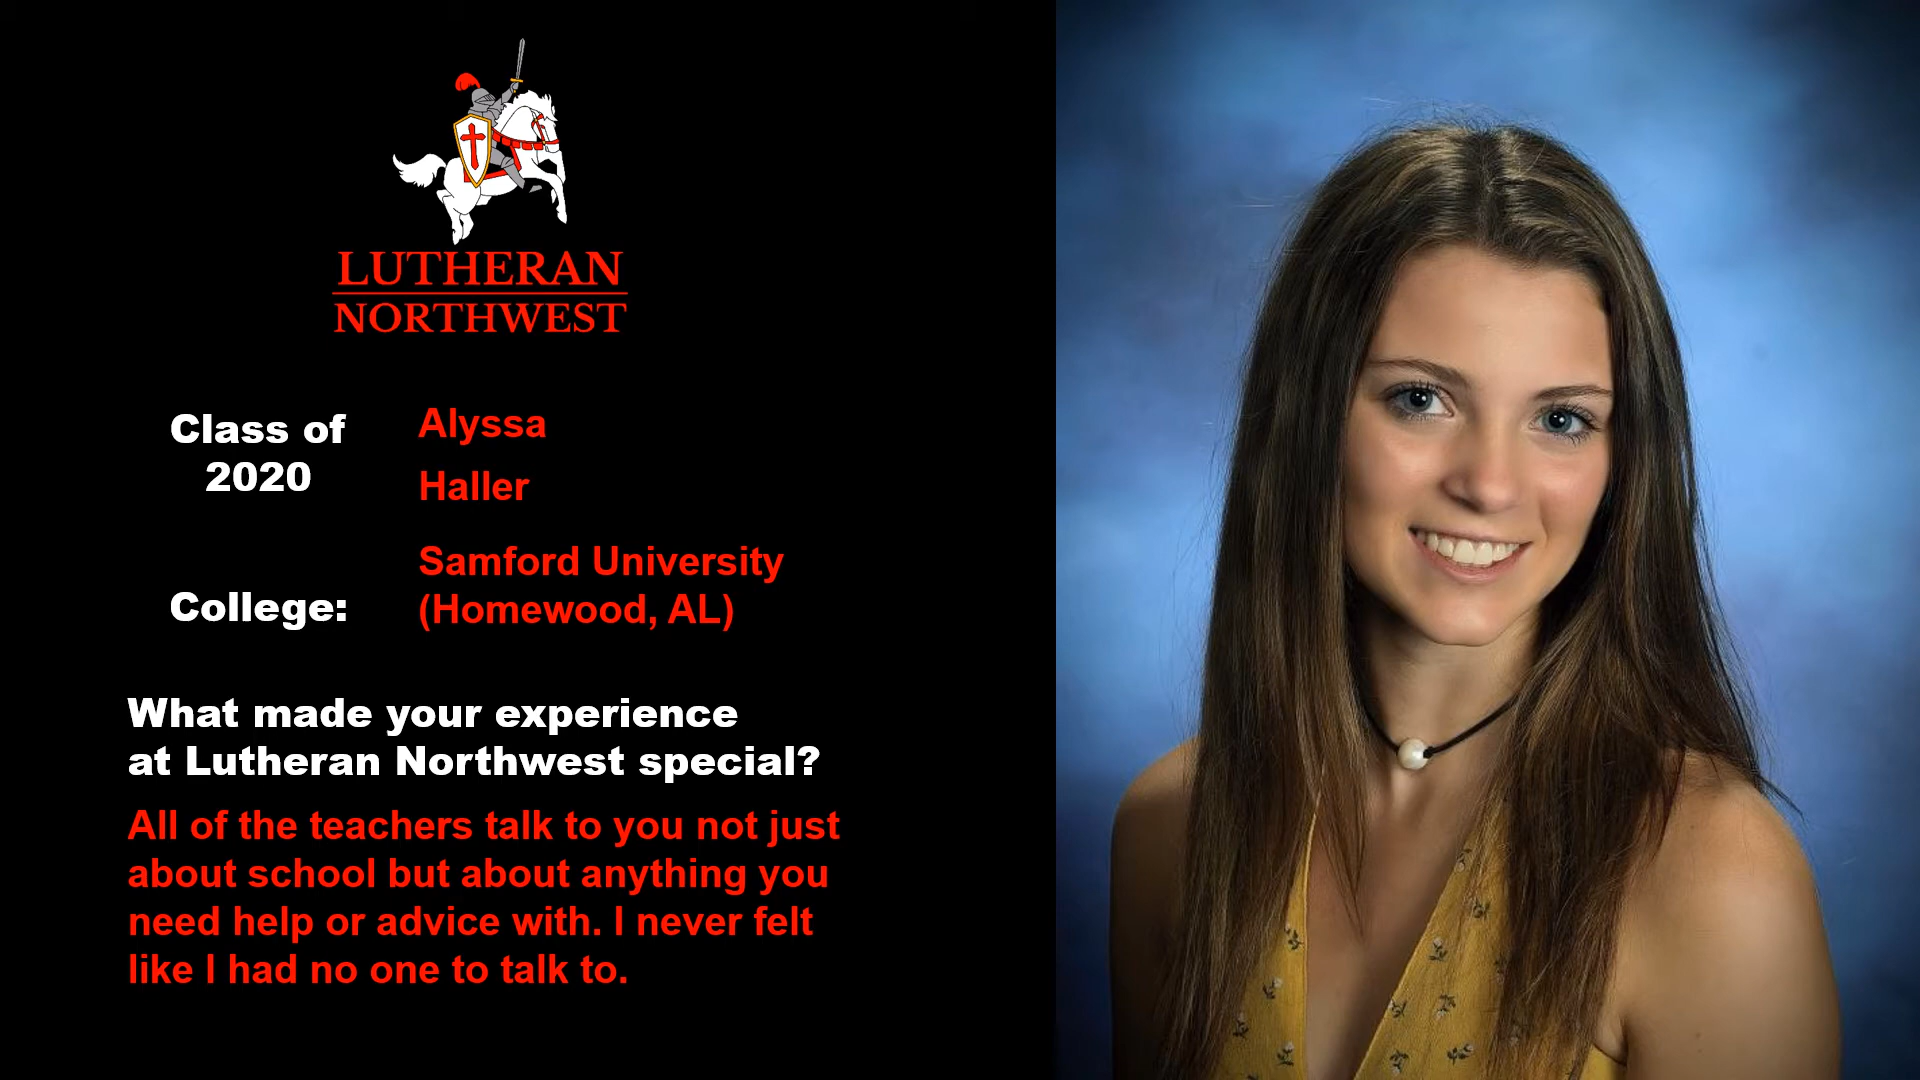 LUTHERAN
NORTHWEST
Class of
2020
Alyssa
Haller
College:
Samford University
(Homewood, AL)
What made your experience
at Lutheran Northwest special?
All of the teachers talk to you not just
about school but about anything you
need help or advice with. I never felt
like I had no one to talk to.